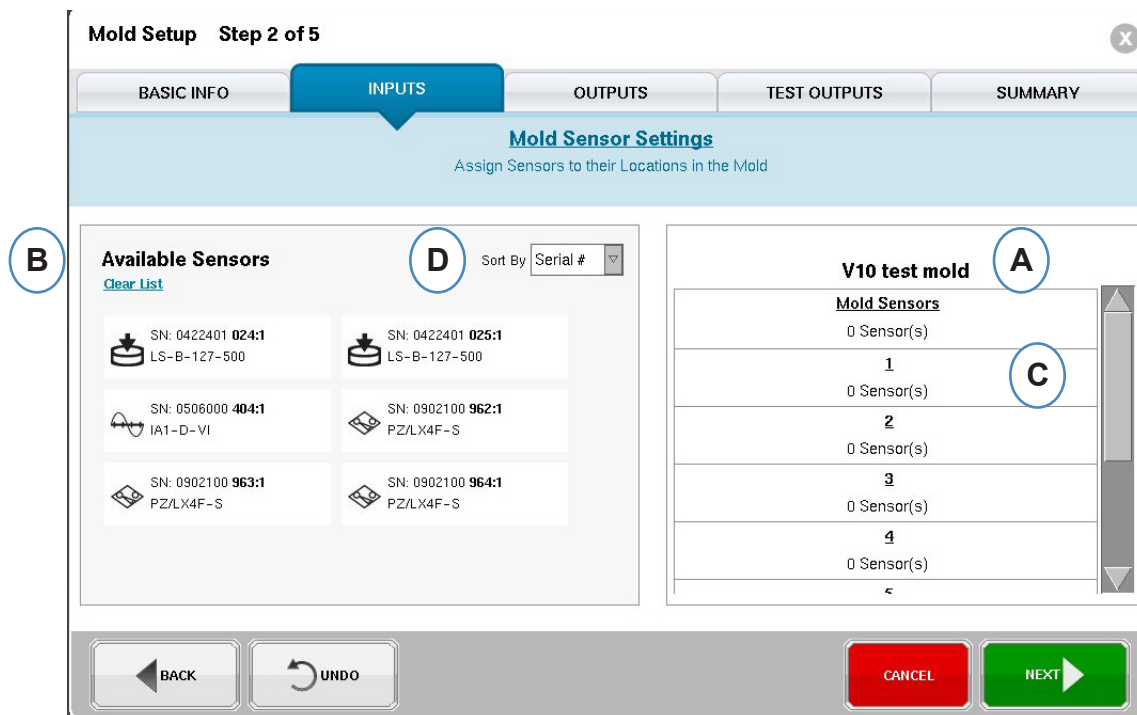 Mold Setup Step 2 of 5
X
BASIC INFO
INPUTS
OUTPUTS
TEST OUTPUTS
SUMMARY
Mold Sensor Settings
Assign Sensors to their Locations in the Mold
B
Available Sensors
Clear List
D
Sort By Serial #
SN: 0422401 024:1
LS-B-127-500
SN: 0422401 025:1
LS-B-127-500
SN: 0506000 404:1
IA1-D-VI
SN: 0902100 962:1
PZ/LX4F-S
SN: 0902100 963:1
PZ/LX4F-S
SN: 0902100 964:1
PZ/LX4F-S
V10 test mold
A
Mold Sensors
0 Sensor(s)
1
0 Sensor(s)
C
2
0 Sensor(s)
3
0 Sensor(s)
4
0 Sensor(s)
5
BACK
UNDO
CANCEL
NEXT